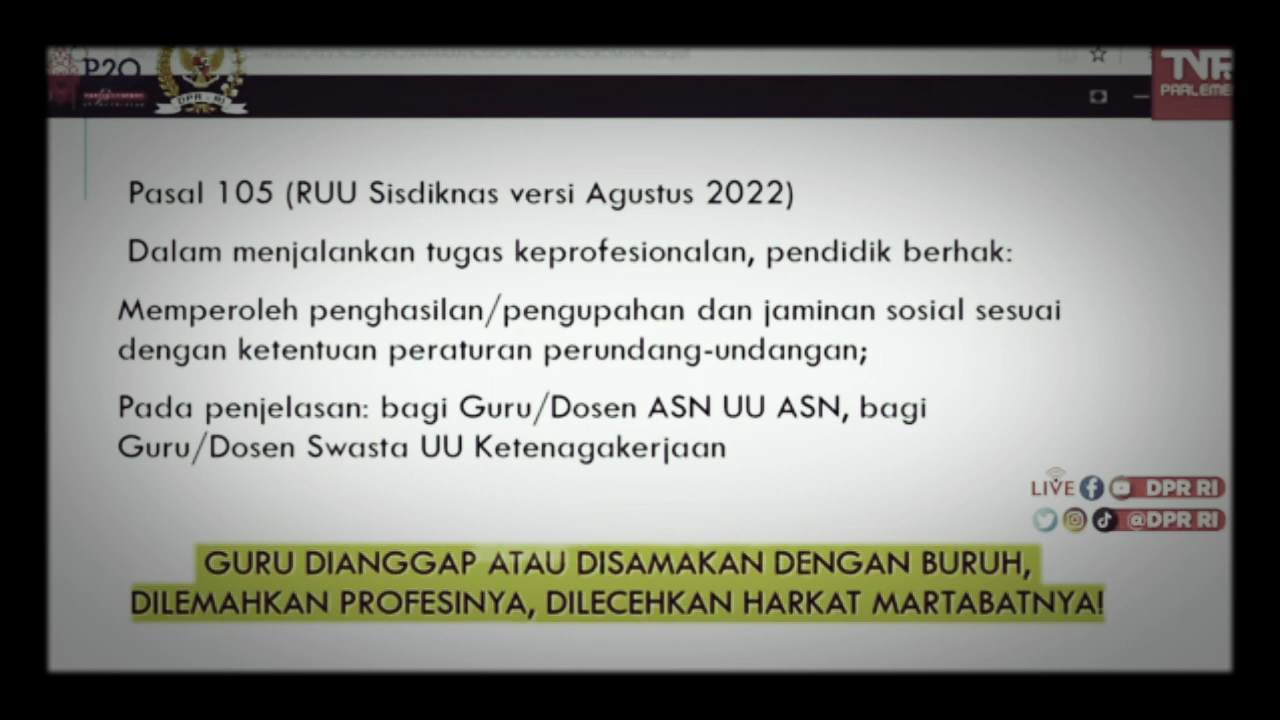 P20
DPR - RI
TVR
PARLEMEN
Pasal 105 (RUU Sisdiknas versi Agustus 2022)
Dalam menjalankan tugas keprofesionalan, pendidik berhak:
Memperoleh penghasilan/pengupahan dan jaminan sosial sesuai
dengan ketentuan peraturan perundang-undangan;
Pada penjelasan: bagi Guru/Dosen ASN UU ASN, bagi
Guru/Dosen Swasta UU Ketenagakerjaan
LIVE DPR RI
@DPR RI
GURU DIANGGAP ATAU DISAMAKAN DENGAN BURUH,
DILEMAHKAN PROFESINYA, DILECEHKAN HARKAT MARTABATNYA!